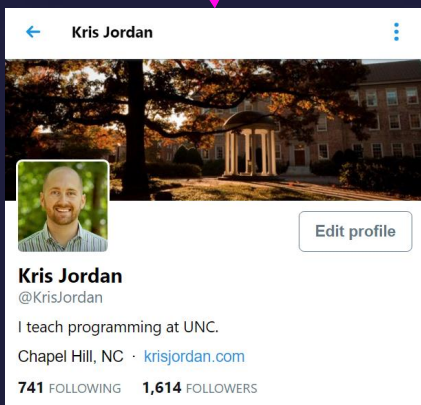 Kris Jordan
Edit profile
Kris Jordan
@KrisJordan
I teach programming at UNC.
Chapel Hill, NC · krisjordan.com
741 FOLLOWING 1,614 FOLLOWERS